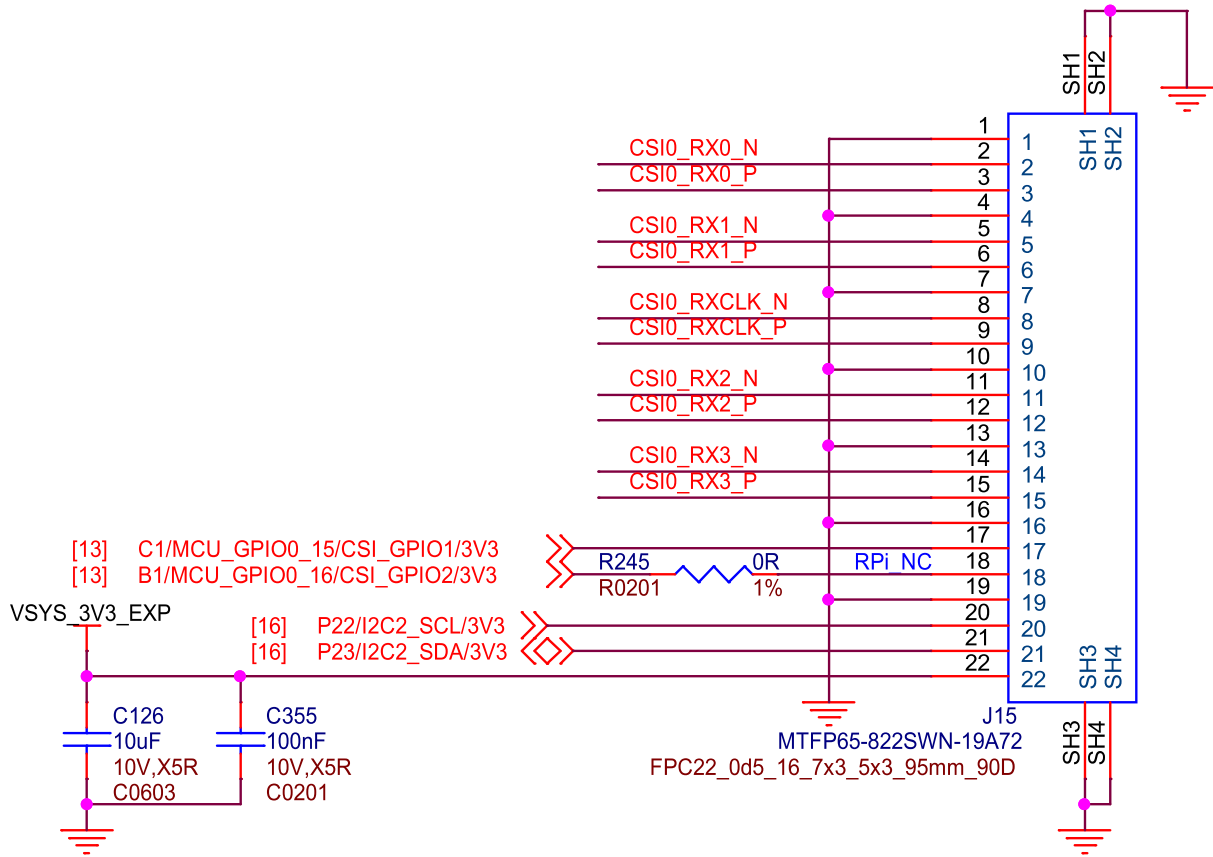 SH1
SH2
1
1
SH1
SH2
CSI0_RX0_N
2
2
CSI0_RX0_P
3
3
4
4
CSI0_RX1_N
5
5
CSI0_RX1_P
6
6
7
7
CSI0_RXCLK_N
8
8
CSI0_RXCLK_P
9
9
10
10
CSI0_RX2_N
11
11
CSI0_RX2_P
12
12
13
13
CSI0_RX3_N
14
14
CSI0_RX3_P
15
15
16
16
[13] C1/MCU_GPIO0_15/CSI_GPIO1/3V3
17
17
R245 0R RPi_NC
18
18
[13] B1/MCU_GPIO0_16/CSI_GPIO2/3V3
R0201 1%
19
19
VSYS_3V3_EXP
[16] P22/I2C2_SCL/3V3
20
20
[16] P23/I2C2_SDA/3V3
21
21
22
22
SH3
SH4
C126
10uF
10V,X5R
C0603
C355
100nF
10V,X5R
C0201
J15
MTFP65-822SWN-19A72
FPC22_0d5_16_7x3_5x3_95mm_90D
SH3
SH4